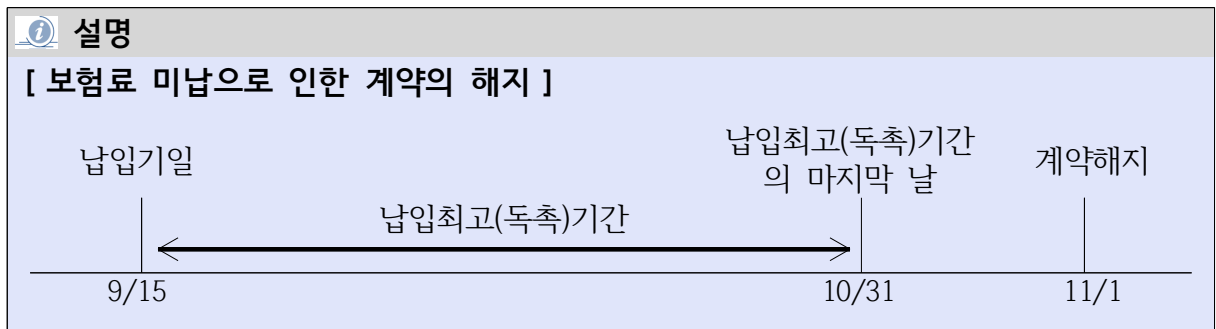 설명
[ 보험료 미납으로 인한 계약의 해지 ]
납입기일
납입최고(독촉)기간
의 마지막 날
계약해지
납입최고(독촉)기간
9/15
10/31
11/1